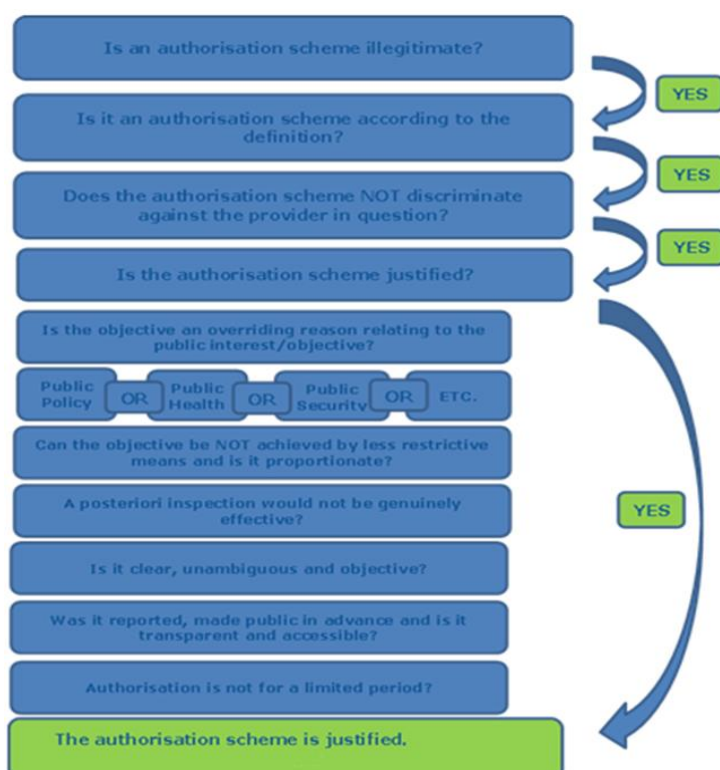 Is an authorisation scheme illegitimate?
YES
Is it an authorisation scheme according to the
definition?
YES
Does the authorisation scheme NOT discriminate
against the provider in question?
YES
Is the authorisation scheme justified?
Is the objective an overriding reason relating to the
public interest/objective?
Public
Policy
OR
Public
Health
OR
Public
Security
OR
ETC.
Can the objective be NOT achieved by less restrictive
means and is it proportionate?
A posteriori inspection would not be genuinely
effective?
YES
Is it clear, unambiguous and objective?
Was it reported, made public in advance and is it
transparent and accessible?
Authorisation is not for a limited period?
The authorisation scheme is justified.